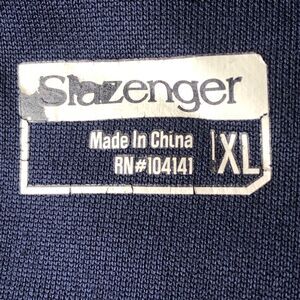 Slazenger
Made In China
RN#104141
XL